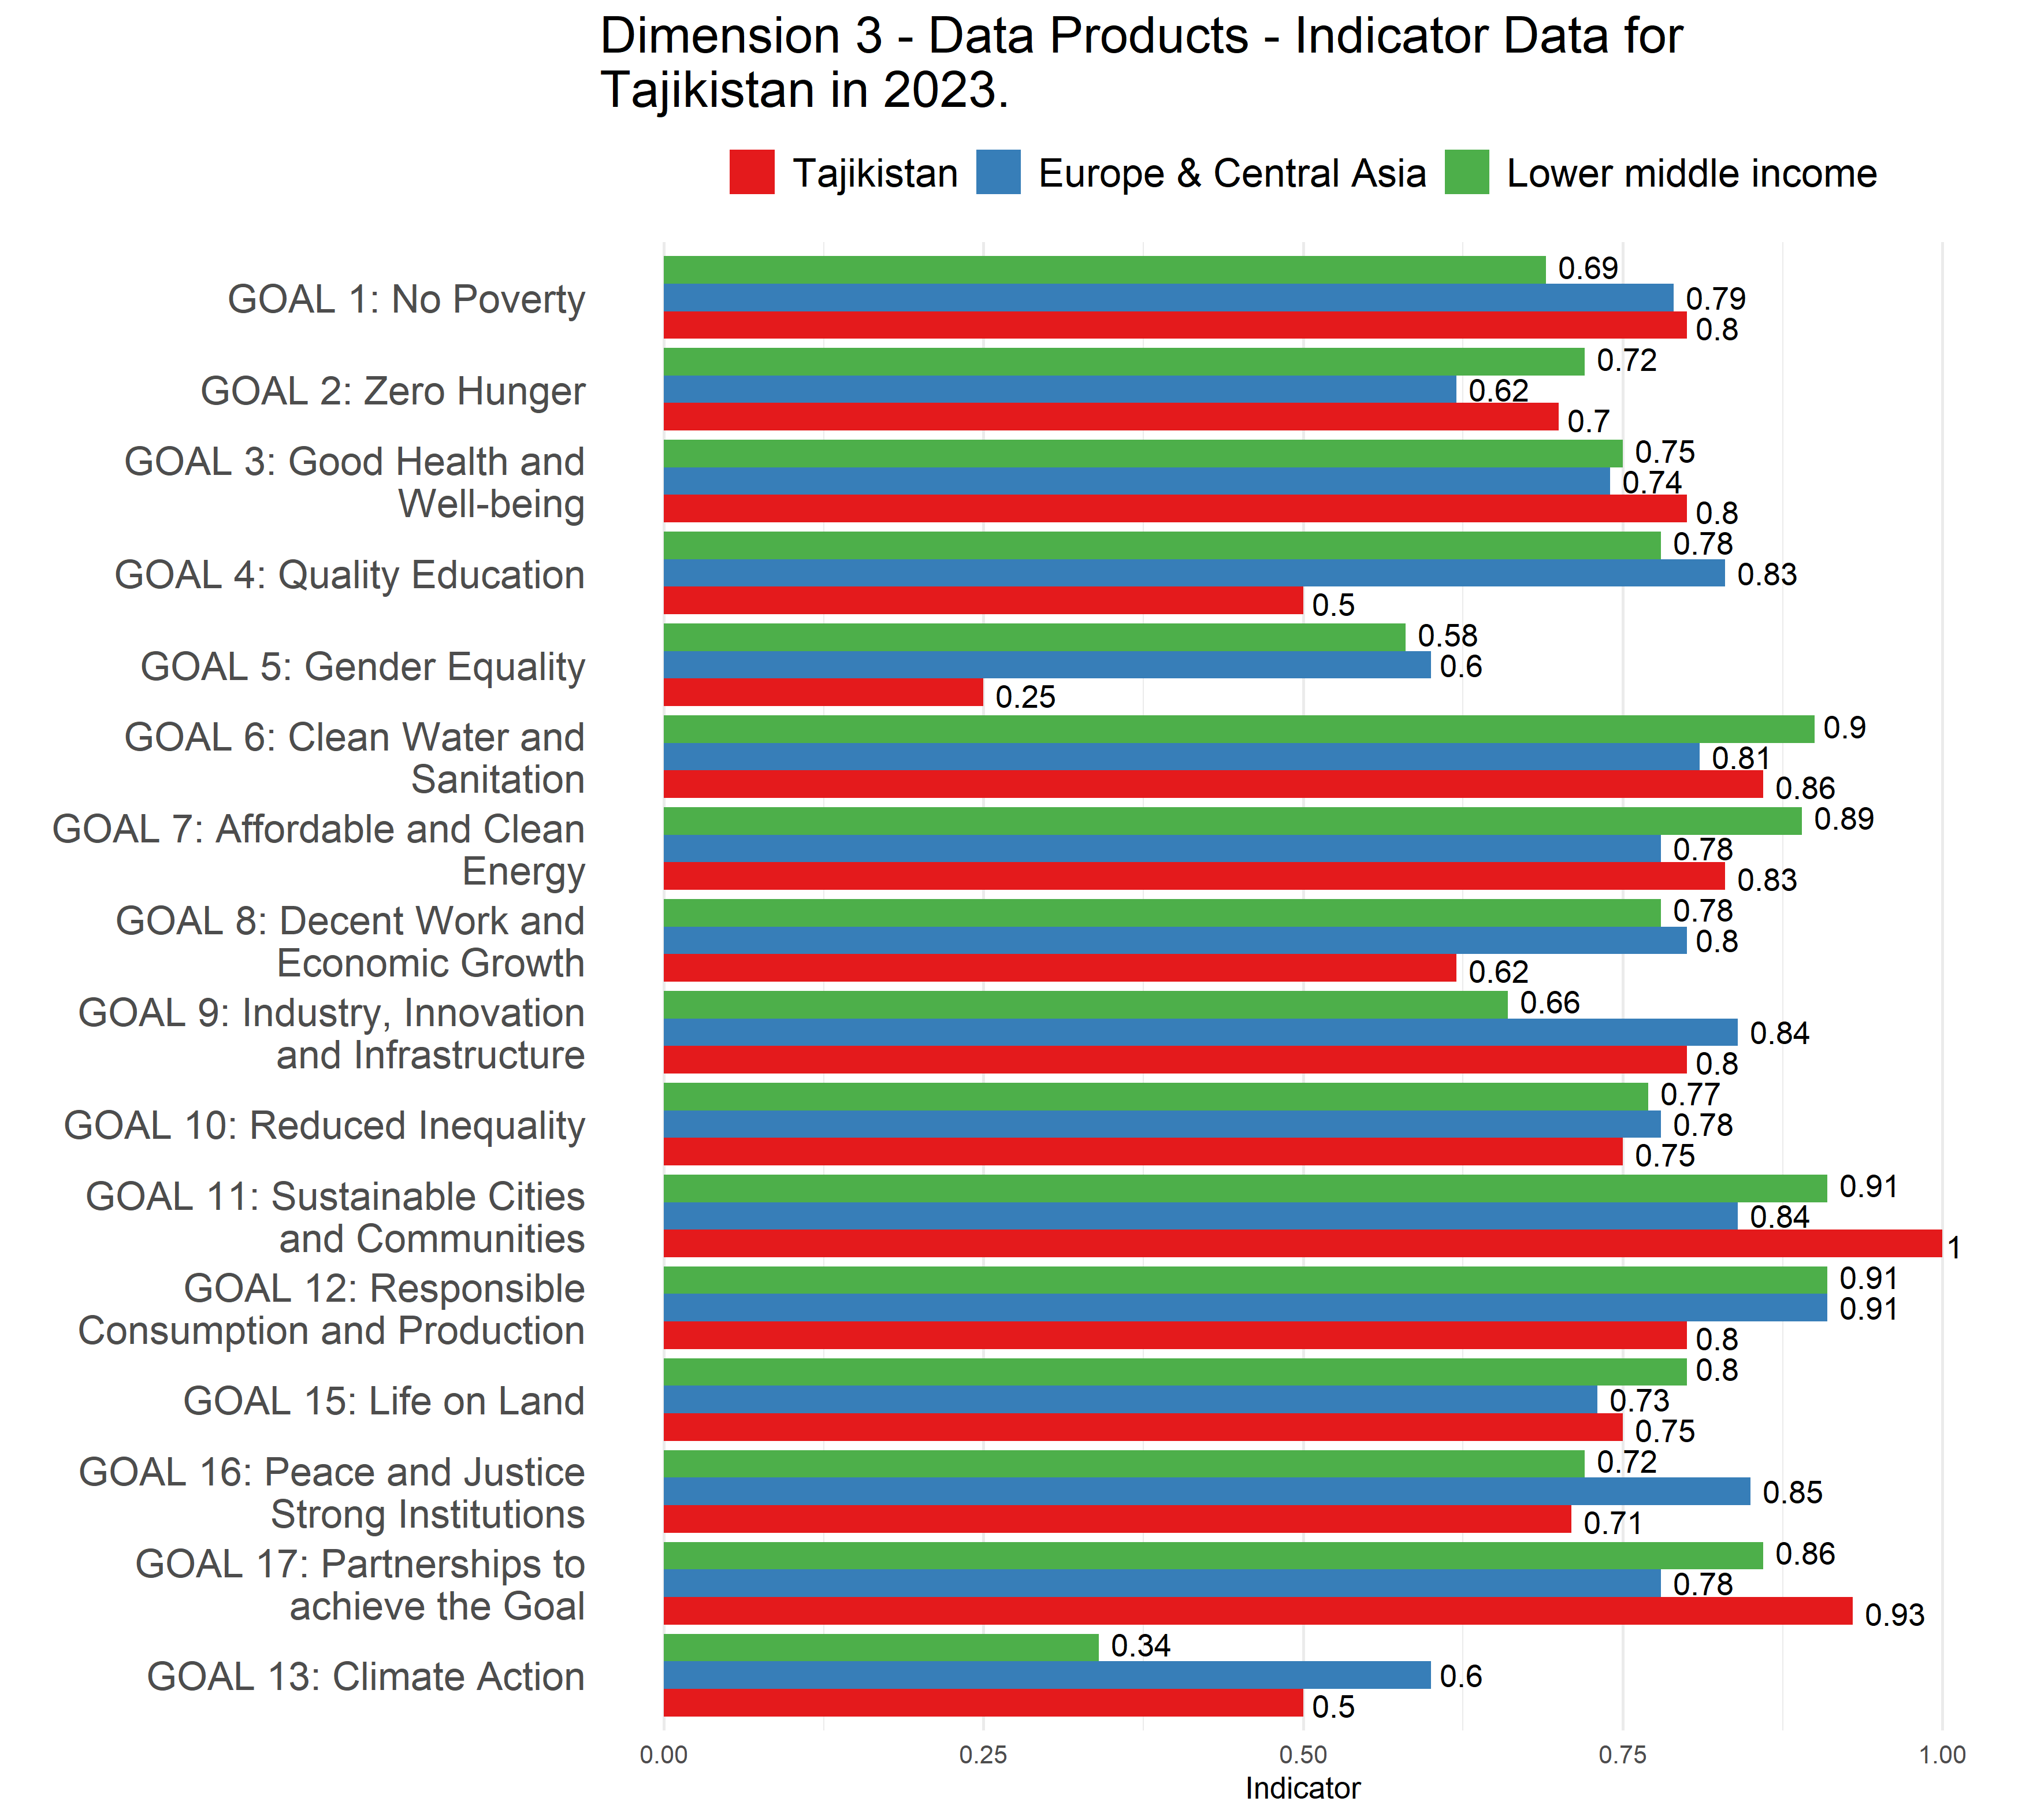 Dimension 3 - Data Products - Indicator Data for
Tajikistan in 2023.
Tajikistan Europe & Central Asia Lower middle income
GOAL 1: No Poverty
0.69
0.79
0.8
GOAL 2: Zero Hunger
0.72
0.62
0.7
GOAL 3: Good Health and
Well-being
0.75
0.74
0.8
GOAL 4: Quality Education
0.78
0.83
0.5
GOAL 5: Gender Equality
0.58
0.6
0.25
GOAL 6: Clean Water and
Sanitation
0.9
0.81
0.86
GOAL 7: Affordable and Clean
Energy
0.89
0.78
0.83
GOAL 8: Decent Work and
Economic Growth
0.78
0.8
0.62
GOAL 9: Industry, Innovation
and Infrastructure
0.66
0.84
0.8
GOAL 10: Reduced Inequality
0.77
0.78
0.75
GOAL 11: Sustainable Cities
and Communities
0.91
0.84
1
GOAL 12: Responsible
Consumption and Production
0.91
0.91
0.8
GOAL 15: Life on Land
0.8
0.73
0.75
GOAL 16: Peace and Justice
Strong Institutions
0.72
0.85
0.71
GOAL 17: Partnerships to
achieve the Goal
0.86
0.78
0.93
GOAL 13: Climate Action
0.34
0.6
0.5
0.00 0.25 0.50 0.75 1.00
Indicator